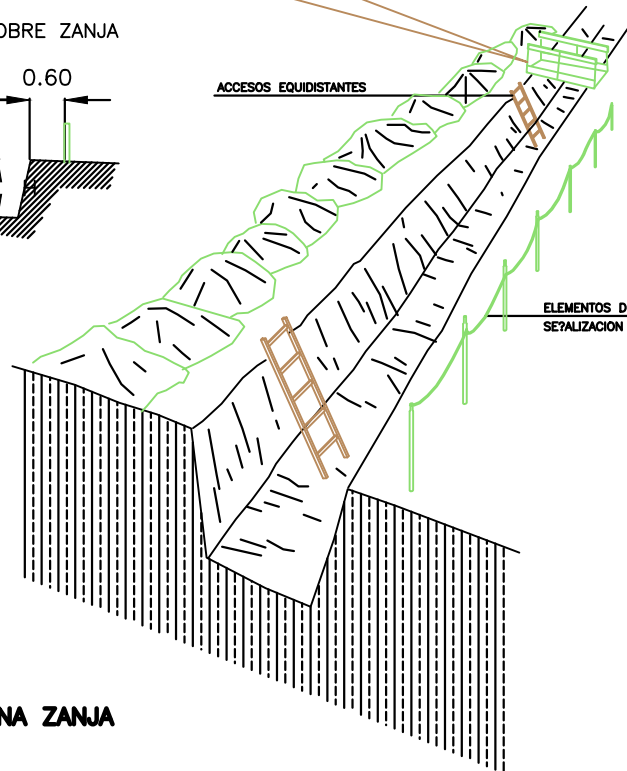 OBRE ZANJA
0.60
ACCESOS EQUIDISTANTES
ELEMENTOS D
SE?ALIZACION
NA ZANJA